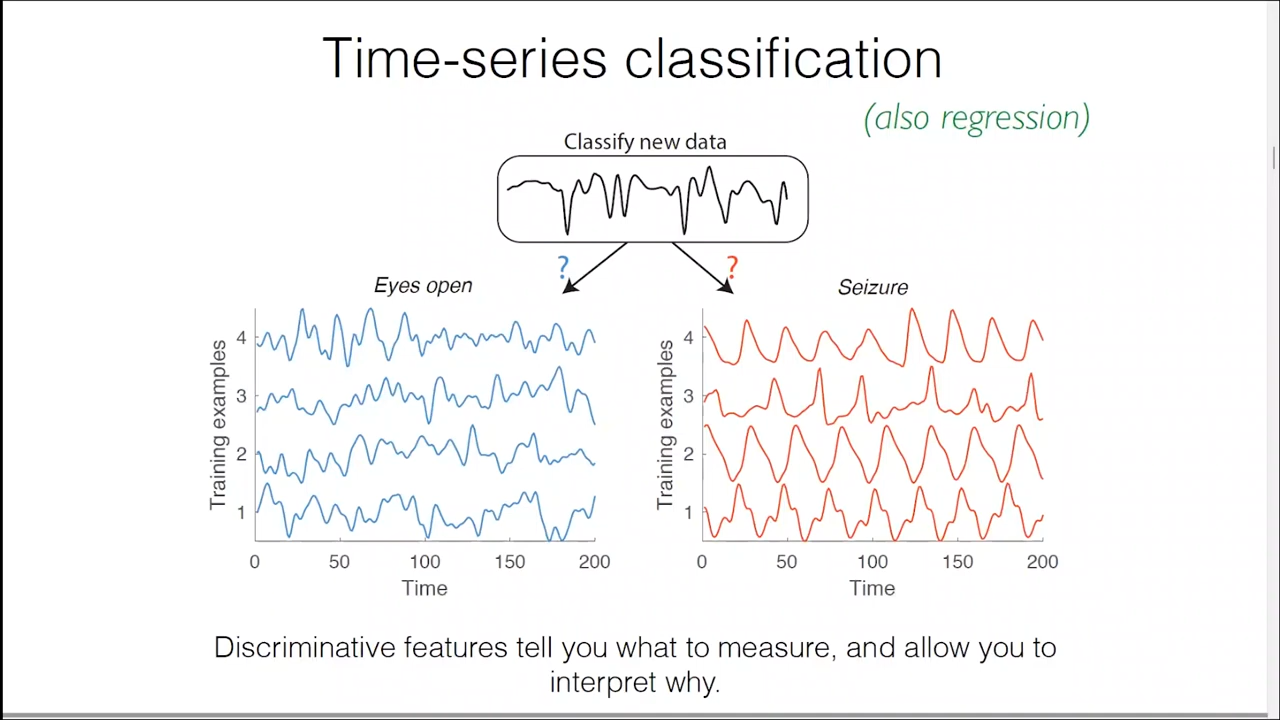 Time-series classification
(also regression)
Classify new data
?
?
Eyes open
Seizure
Training examples
4
3
2
1
0
50
100
150
200
Time
Training examples
4
3
2
1
0
50
100
150
200
Time
Discriminative features tell you what to measure, and allow you to
interpret why.